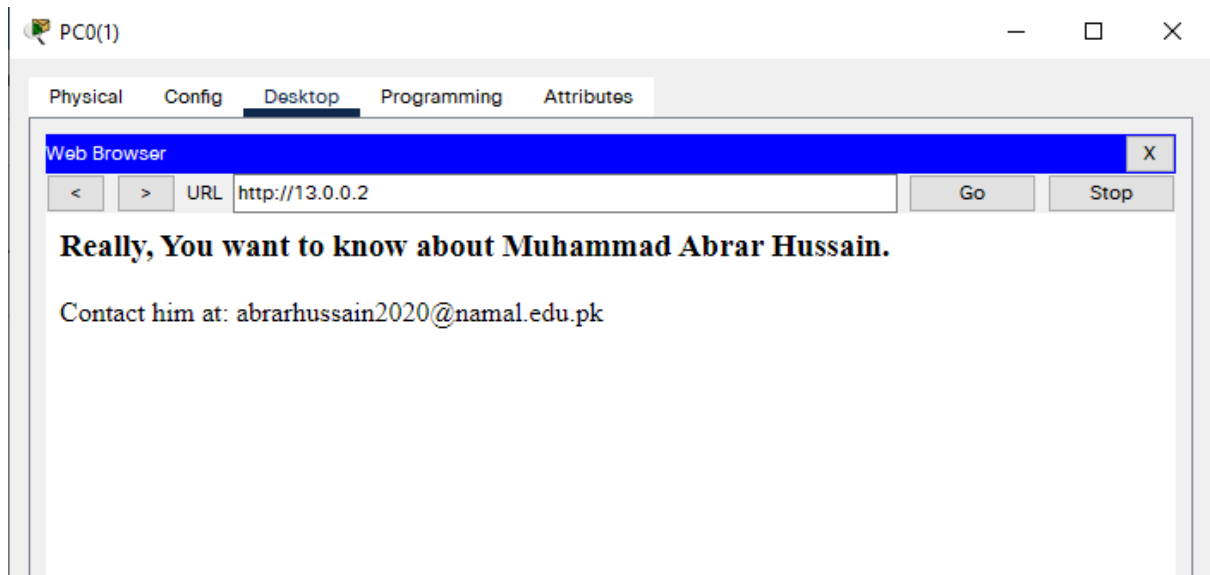 PC0(1)
Physical Config Desktop Programming Attributes
Web Browser X
< > URL http://13.0.0.2 Go Stop
Really, You want to know about Muhammad Abrar Hussain.
Contact him at: abrarhussain2020@namal.edu.pk